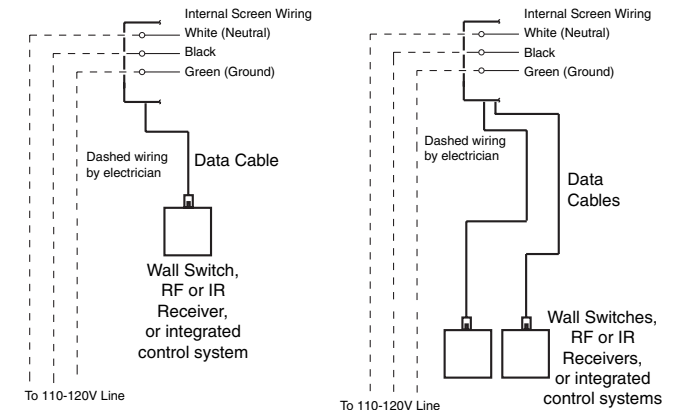 Internal Screen Wiring
White (Neutral)
Black
Green (Ground)
Dashed wiring
by electrician
Data Cable
Wall Switch,
RF or IR
Receiver,
or integrated
control system
To 110-120V Line
Internal Screen Wiring
White (Neutral)
Black
Green (Ground)
Dashed wiring
by electrician
Data
Cables
Wall Switches,
RF or IR
Receivers,
or integrated
control systems
To 110-120V Line